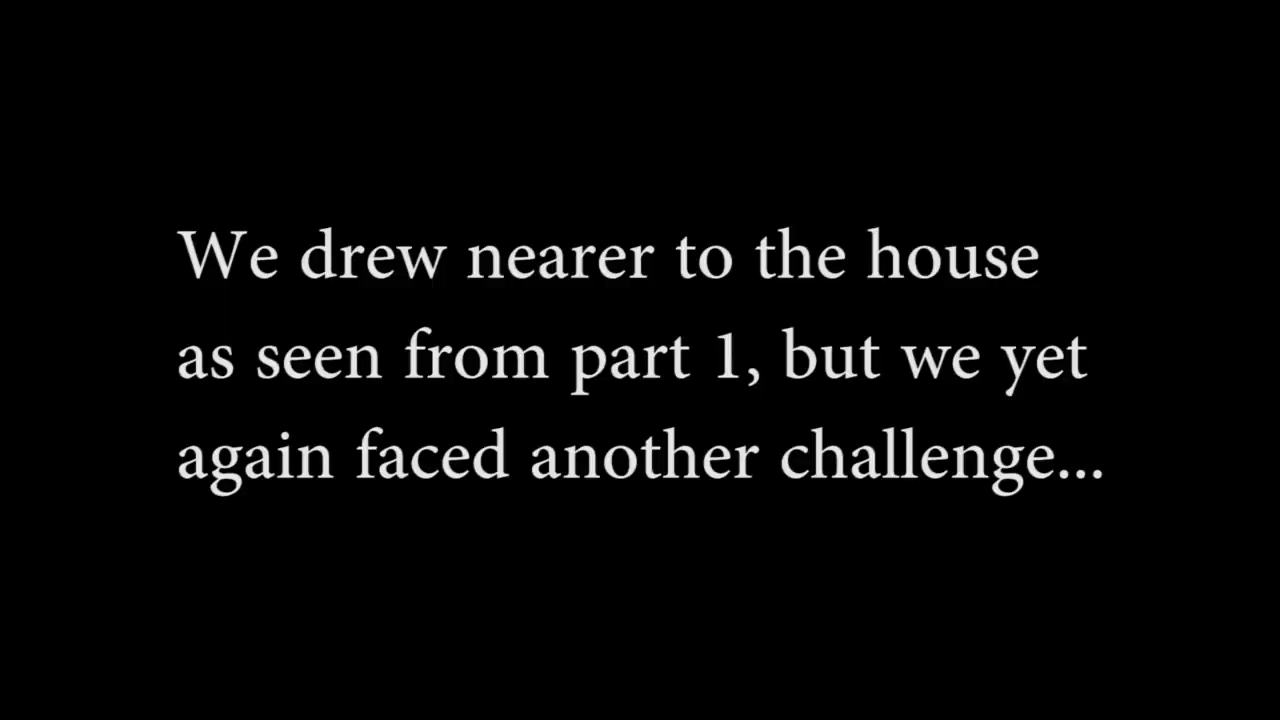 We drew nearer to the house
as seen from part 1, but we yet
again faced another challenge...